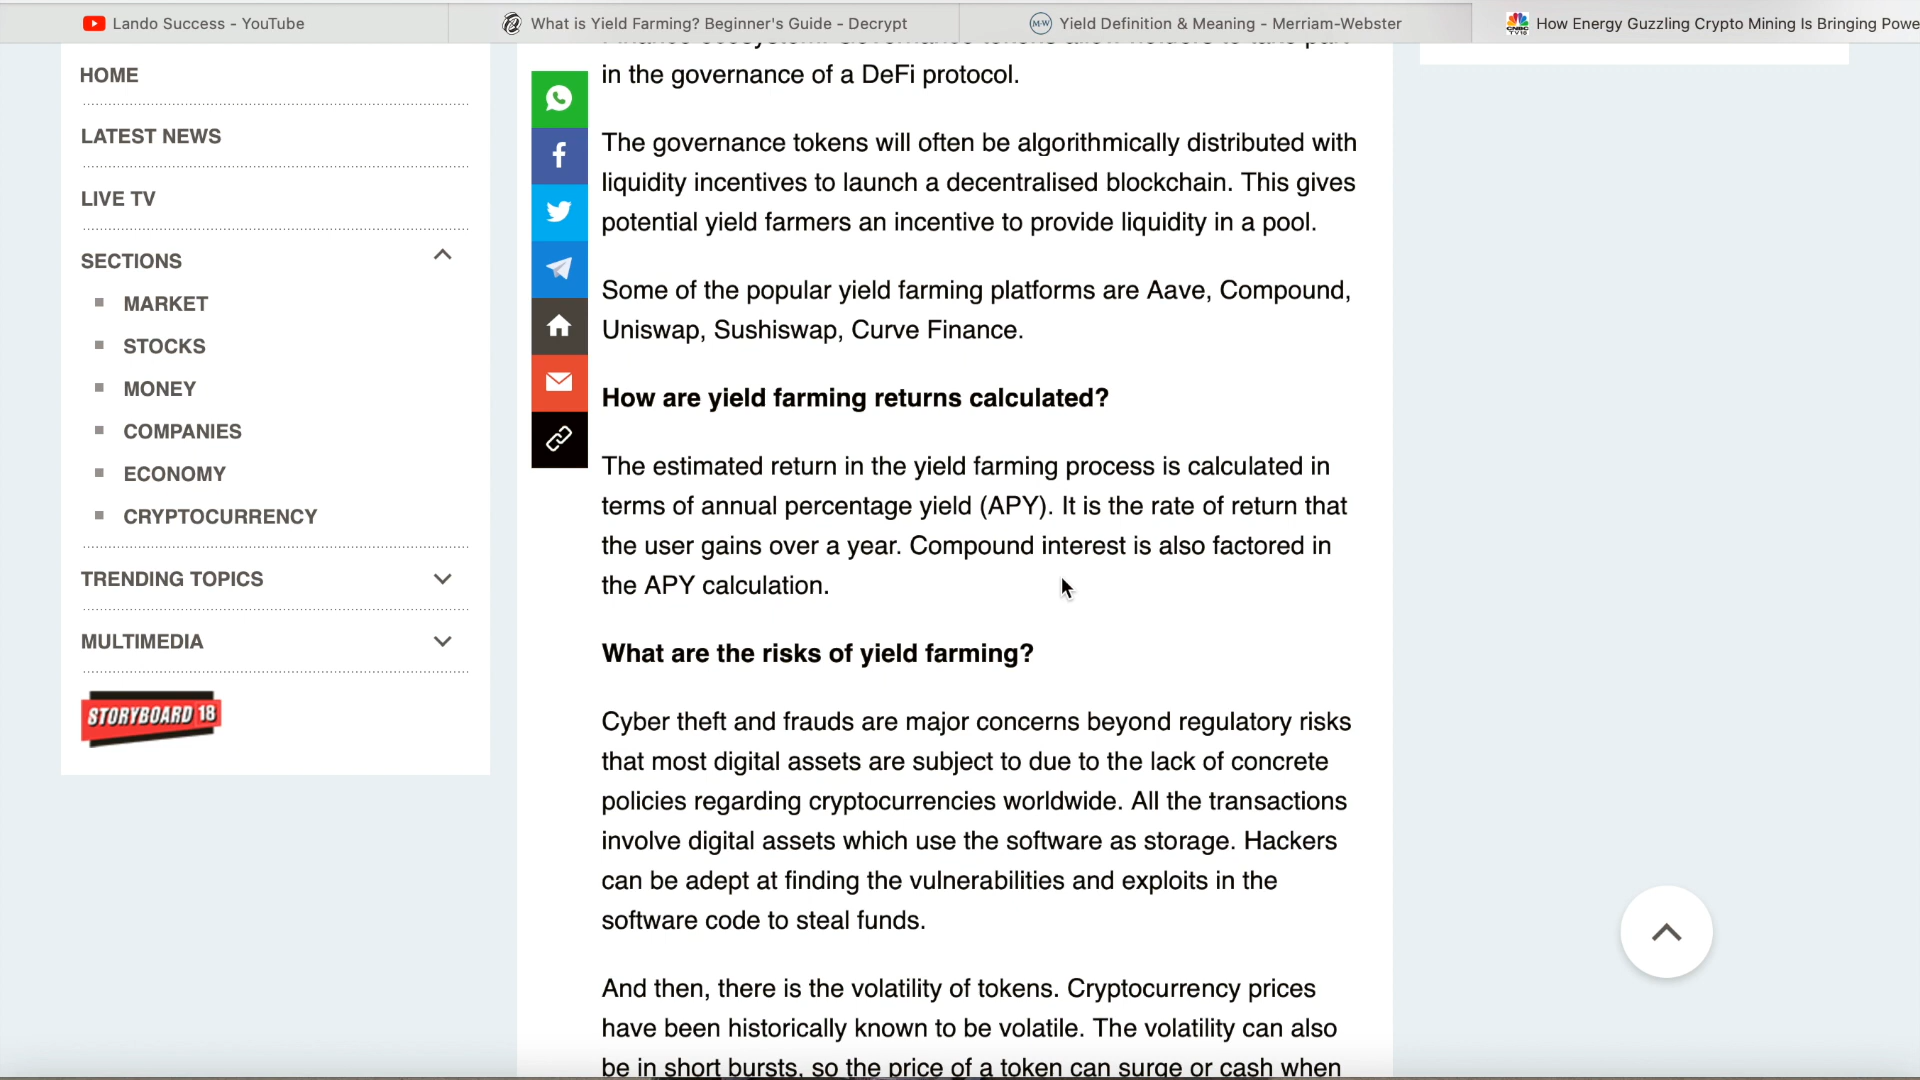 Lando Success - YouTube
What is Yield Farming? Beginner's Guide - Decrypt
Yield Definition & Meaning - Merriam-Webster
How Energy Guzzling Crypto Mining Is Bringing Powe
HOME
LATEST NEWS
LIVE TV
SECTIONS
MARKET
STOCKS
MONEY
COMPANIES
ECONOMY
CRYPTOCURRENCY
TRENDING TOPICS
MULTIMEDIA
STORYBOARD 18
in the governance of a DeFi protocol.
The governance tokens will often be algorithmically distributed with
liquidity incentives to launch a decentralised blockchain. This gives
potential yield farmers an incentive to provide liquidity in a pool.
Some of the popular yield farming platforms are Aave, Compound,
Uniswap, Sushiswap, Curve Finance.
How are yield farming returns calculated?
The estimated return in the yield farming process is calculated in
terms of annual percentage yield (APY). It is the rate of return that
the user gains over a year. Compound interest is also factored in
the APY calculation.
What are the risks of yield farming?
Cyber theft and frauds are major concerns beyond regulatory risks
that most digital assets are subject to due to the lack of concrete
policies regarding cryptocurrencies worldwide. All the transactions
involve digital assets which use the software as storage. Hackers
can be adept at finding the vulnerabilities and exploits in the
software code to steal funds.
And then, there is the volatility of tokens. Cryptocurrency prices
have been historically known to be volatile. The volatility can also
be in short bursts, so the price of a token can surge or cash when